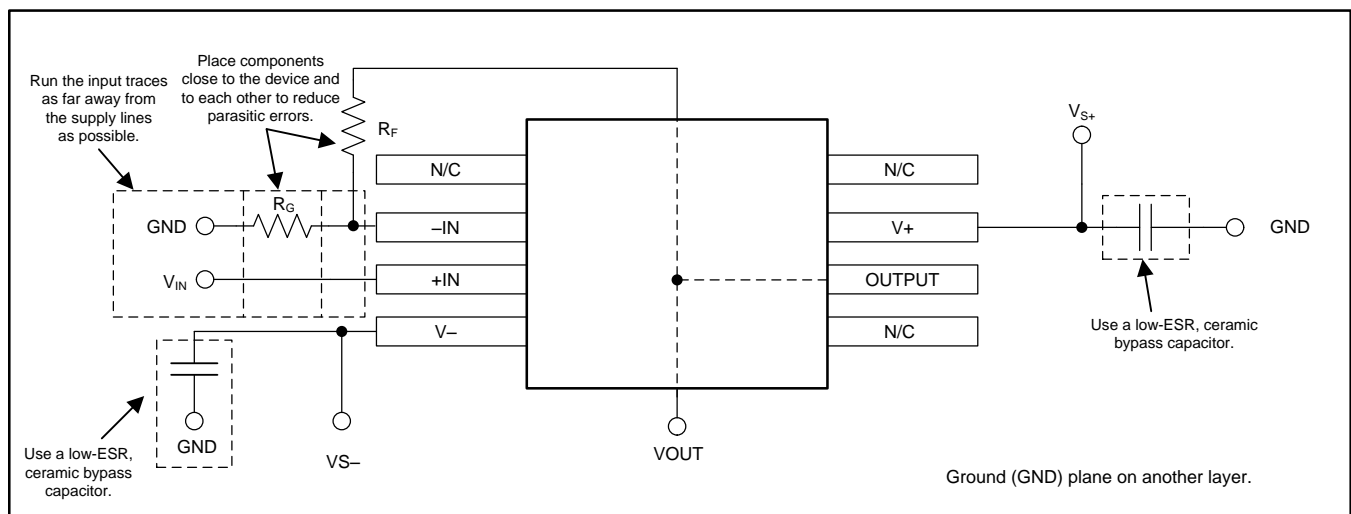 Run the input traces
as far away from
the supply lines
as possible.
Place components
close to the device and
to each other to reduce
parasitic errors.
RF
VS+
N/C
N/C
RG
GND
–IN
V+
GND
VIN
+IN
OUTPUT
V–
N/C
Use a low-ESR, ceramic
bypass capacitor.
GND
Use a low-ESR,
ceramic bypass
capacitor.
VS–
VOUT
Ground (GND) plane on another layer.